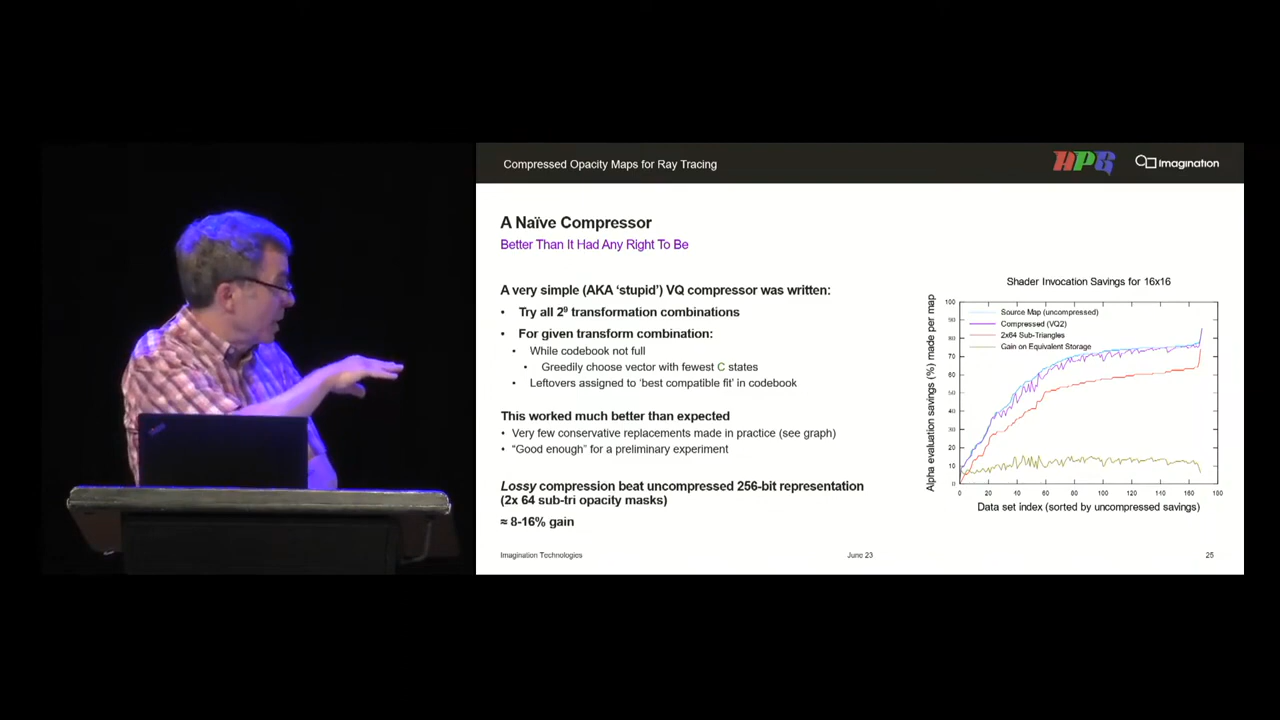 Compressed Opacity Maps for Ray Tracing
HPG
Imagination
A Naïve Compressor
Better Than It Had Any Right To Be
A very simple (AKA ‘stupid’) VQ compressor was written:
• Try all 2⁹ transformation combinations
• For given transform combination:
• While codebook not full
• Greedily choose vector with fewest C states
• Leftovers assigned to ‘best compatible fit’ in codebook
This worked much better than expected
• Very few conservative replacements made in practice (see graph)
• “Good enough” for a preliminary experiment
Lossy compression beat uncompressed 256-bit representation
(2x 64 sub-tri opacity masks)
≈ 8-16% gain
Shader Invocation Savings for 16x16
Alpha evaluation savings (%) made per map
100
90
80
70
60
50
40
30
20
10
0
Source Map (uncompressed)
Compressed (VQ2)
2x64 Sub-Triangles
Gain on Equivalent Storage
0 20 40 60 80 100 120 140 160 180
Data set index (sorted by uncompressed savings)
Imagination Technologies
June 23
25